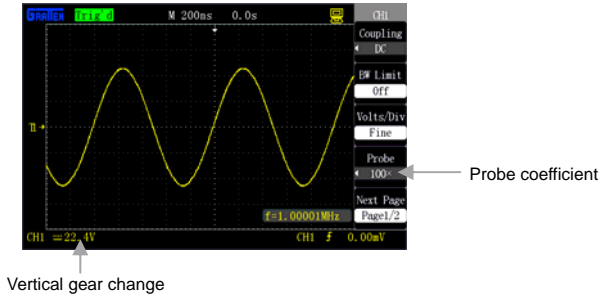 GRATTEN Trig'd M 200ns 0.0s CH1
Coupling
DC
BW Limit
Off
Volts/Div
Fine
Probe
100×
Probe coefficient
Next Page
Page1/2
f=1.00001MHz
CH1 22.4V CH1 0.00mV
Vertical gear change